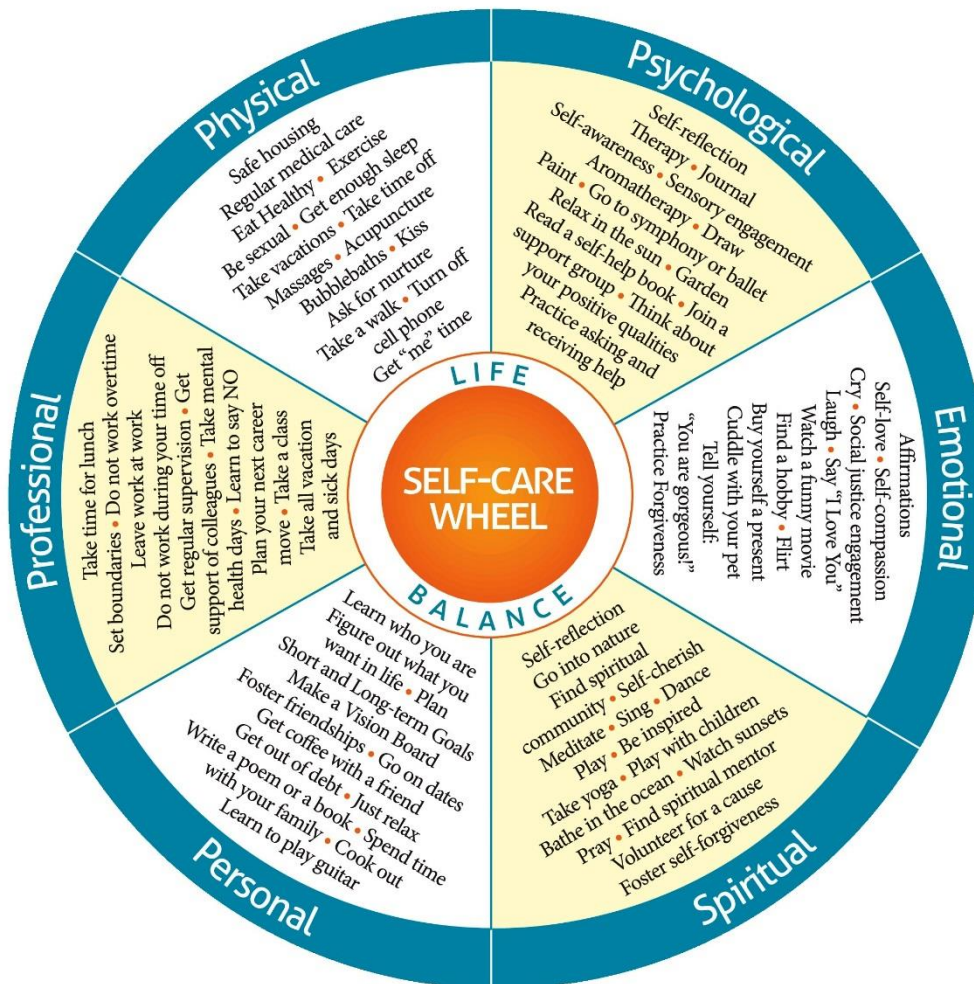 Physical
Safe housing
Regular medical care
Eat Healthy • Exercise
Be sexual • Get enough sleep
Take vacations • Take time off
Massages • Acupuncture
Bubblebaths • Kiss
Ask for nurture
Take a walk • Turn off
cell phone
Get “me” time
Psychological
Self-reflection
Therapy • Journal
Self-awareness • Sensory engagement
Aromatherapy • Draw
Paint • Go to symphony or ballet
Relax in the sun • Garden
Read a self-help book • Join a
support group • Think about
your positive qualities
Practice asking and
receiving help
Emotional
Affirmations
Self-love • Self-compassion
Cry • Social justice engagement
Laugh • Say “I Love You”
Watch a funny movie
Find a hobby • Flirt
Buy yourself a present
Cuddle with your pet
Tell yourself:
“You are gorgeous!”
Practice Forgiveness
Spiritual
Self-reflection
Go into nature
Find spiritual
community • Self-cherish
Meditate • Sing • Dance
Play • Be inspired
Take yoga • Play with children
Bathe in the ocean • Watch sunsets
Pray • Find spiritual mentor
Volunteer for a cause
Foster self-forgiveness
Personal
Learn who you are
Figure out what you
want in life • Plan
Short and Long-term Goals
Make a Vision Board
Foster friendships • Go on dates
Get coffee with a friend
Get out of debt • Just relax
Write a poem or a book • Spend time
with your family • Cook out
Learn to play guitar
Professional
Take time for lunch
Set boundaries • Do not work overtime
Leave work at work
Do not work during your time off
Get regular supervision • Get
support of colleagues • Take mental
health days • Learn to say NO
Plan your next career
move • Take a class
Take all vacation
and sick days
LIFE
SELF-CARE
WHEEL
BALANCE